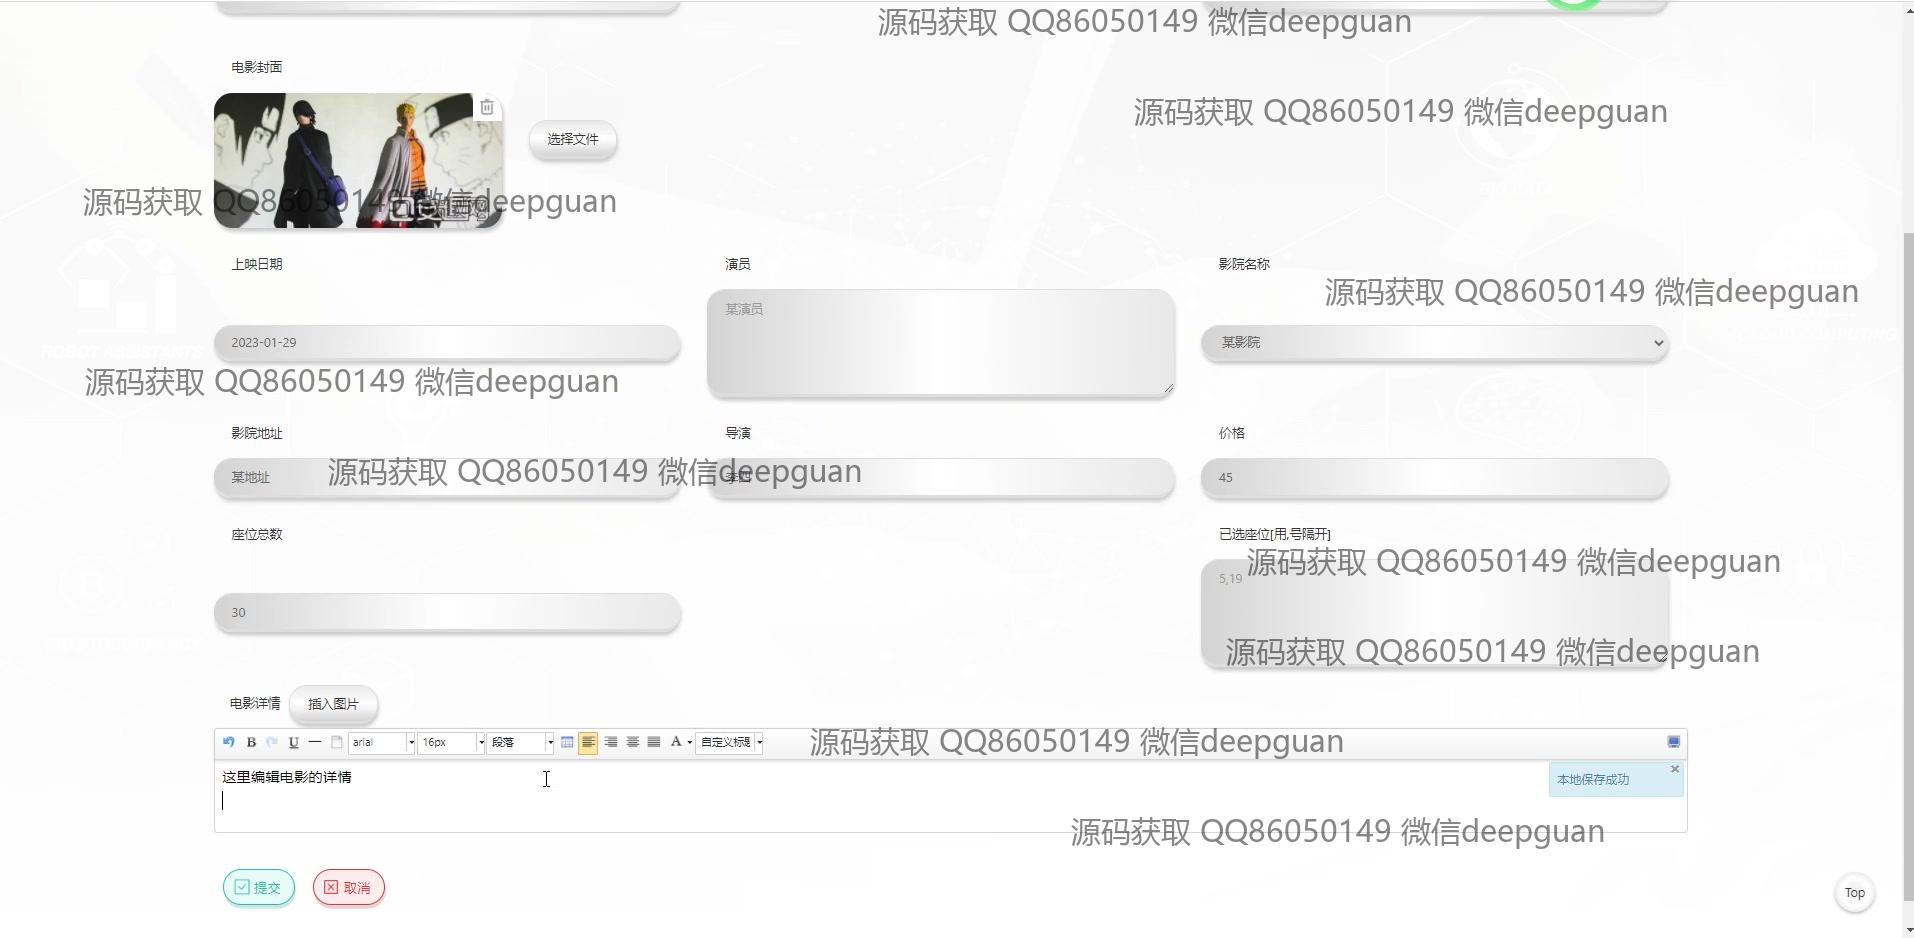 源码获取 QQ86050149 微信deepguan
电影封面
源码获取 QQ86050149 微信deepguan
选择文件
源码获取 QQ86050149 微信deepguan
BIG DATA
上映日期
演员
影院名称
源码获取 QQ86050149 微信deepguan
某演员
2023-01-29
某影院
ROBOT ASSISTANTS
CLOUD COMPUTING
源码获取 QQ86050149 微信deepguan
影院地址
导演
价格
某地址
源码获取 QQ86050149 微信deepguan
李四
45
座位总数
已选座位[用,号隔开]
源码获取 QQ86050149 微信deepguan
5,19
30
CRYPTOCURRENCY
源码获取 QQ86050149 微信deepguan
电影详情
插入图片
B U arial 16px 段落 A 自定义标题
源码获取 QQ86050149 微信deepguan
这里编辑电影的详情
本地保存成功
源码获取 QQ86050149 微信deepguan
提交
取消
Top